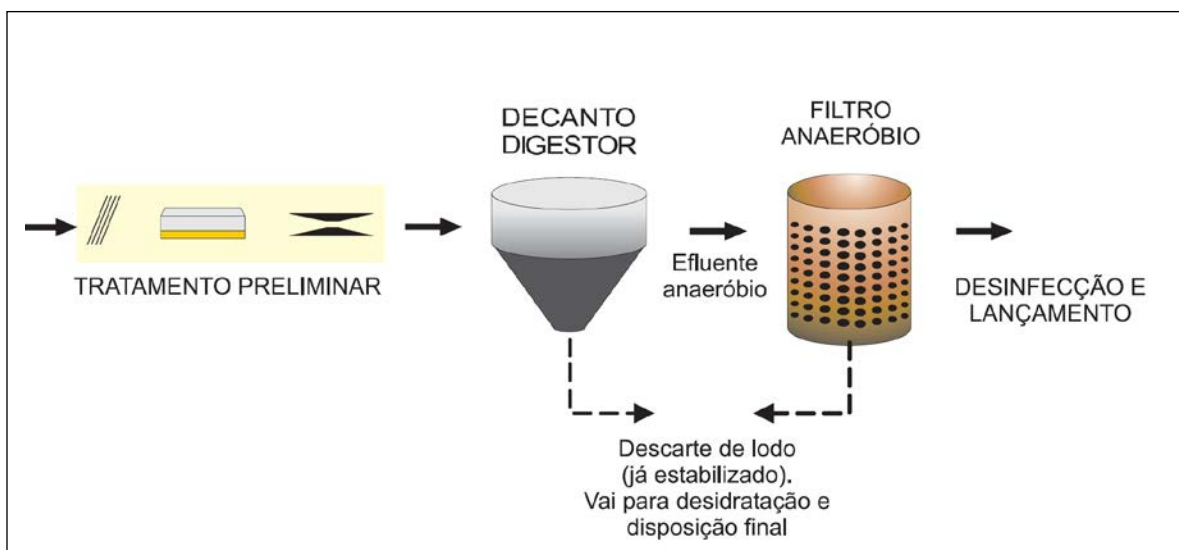 DECANTO
DIGESTOR
FILTRO
ANAERÓBIO
TRATAMENTO PRELIMINAR
Efluente
anaeróbio
DESINFECÇÃO E
LANÇAMENTO
Descarte de lodo
(já estabilizado).
Vai para desidratação e
disposição final